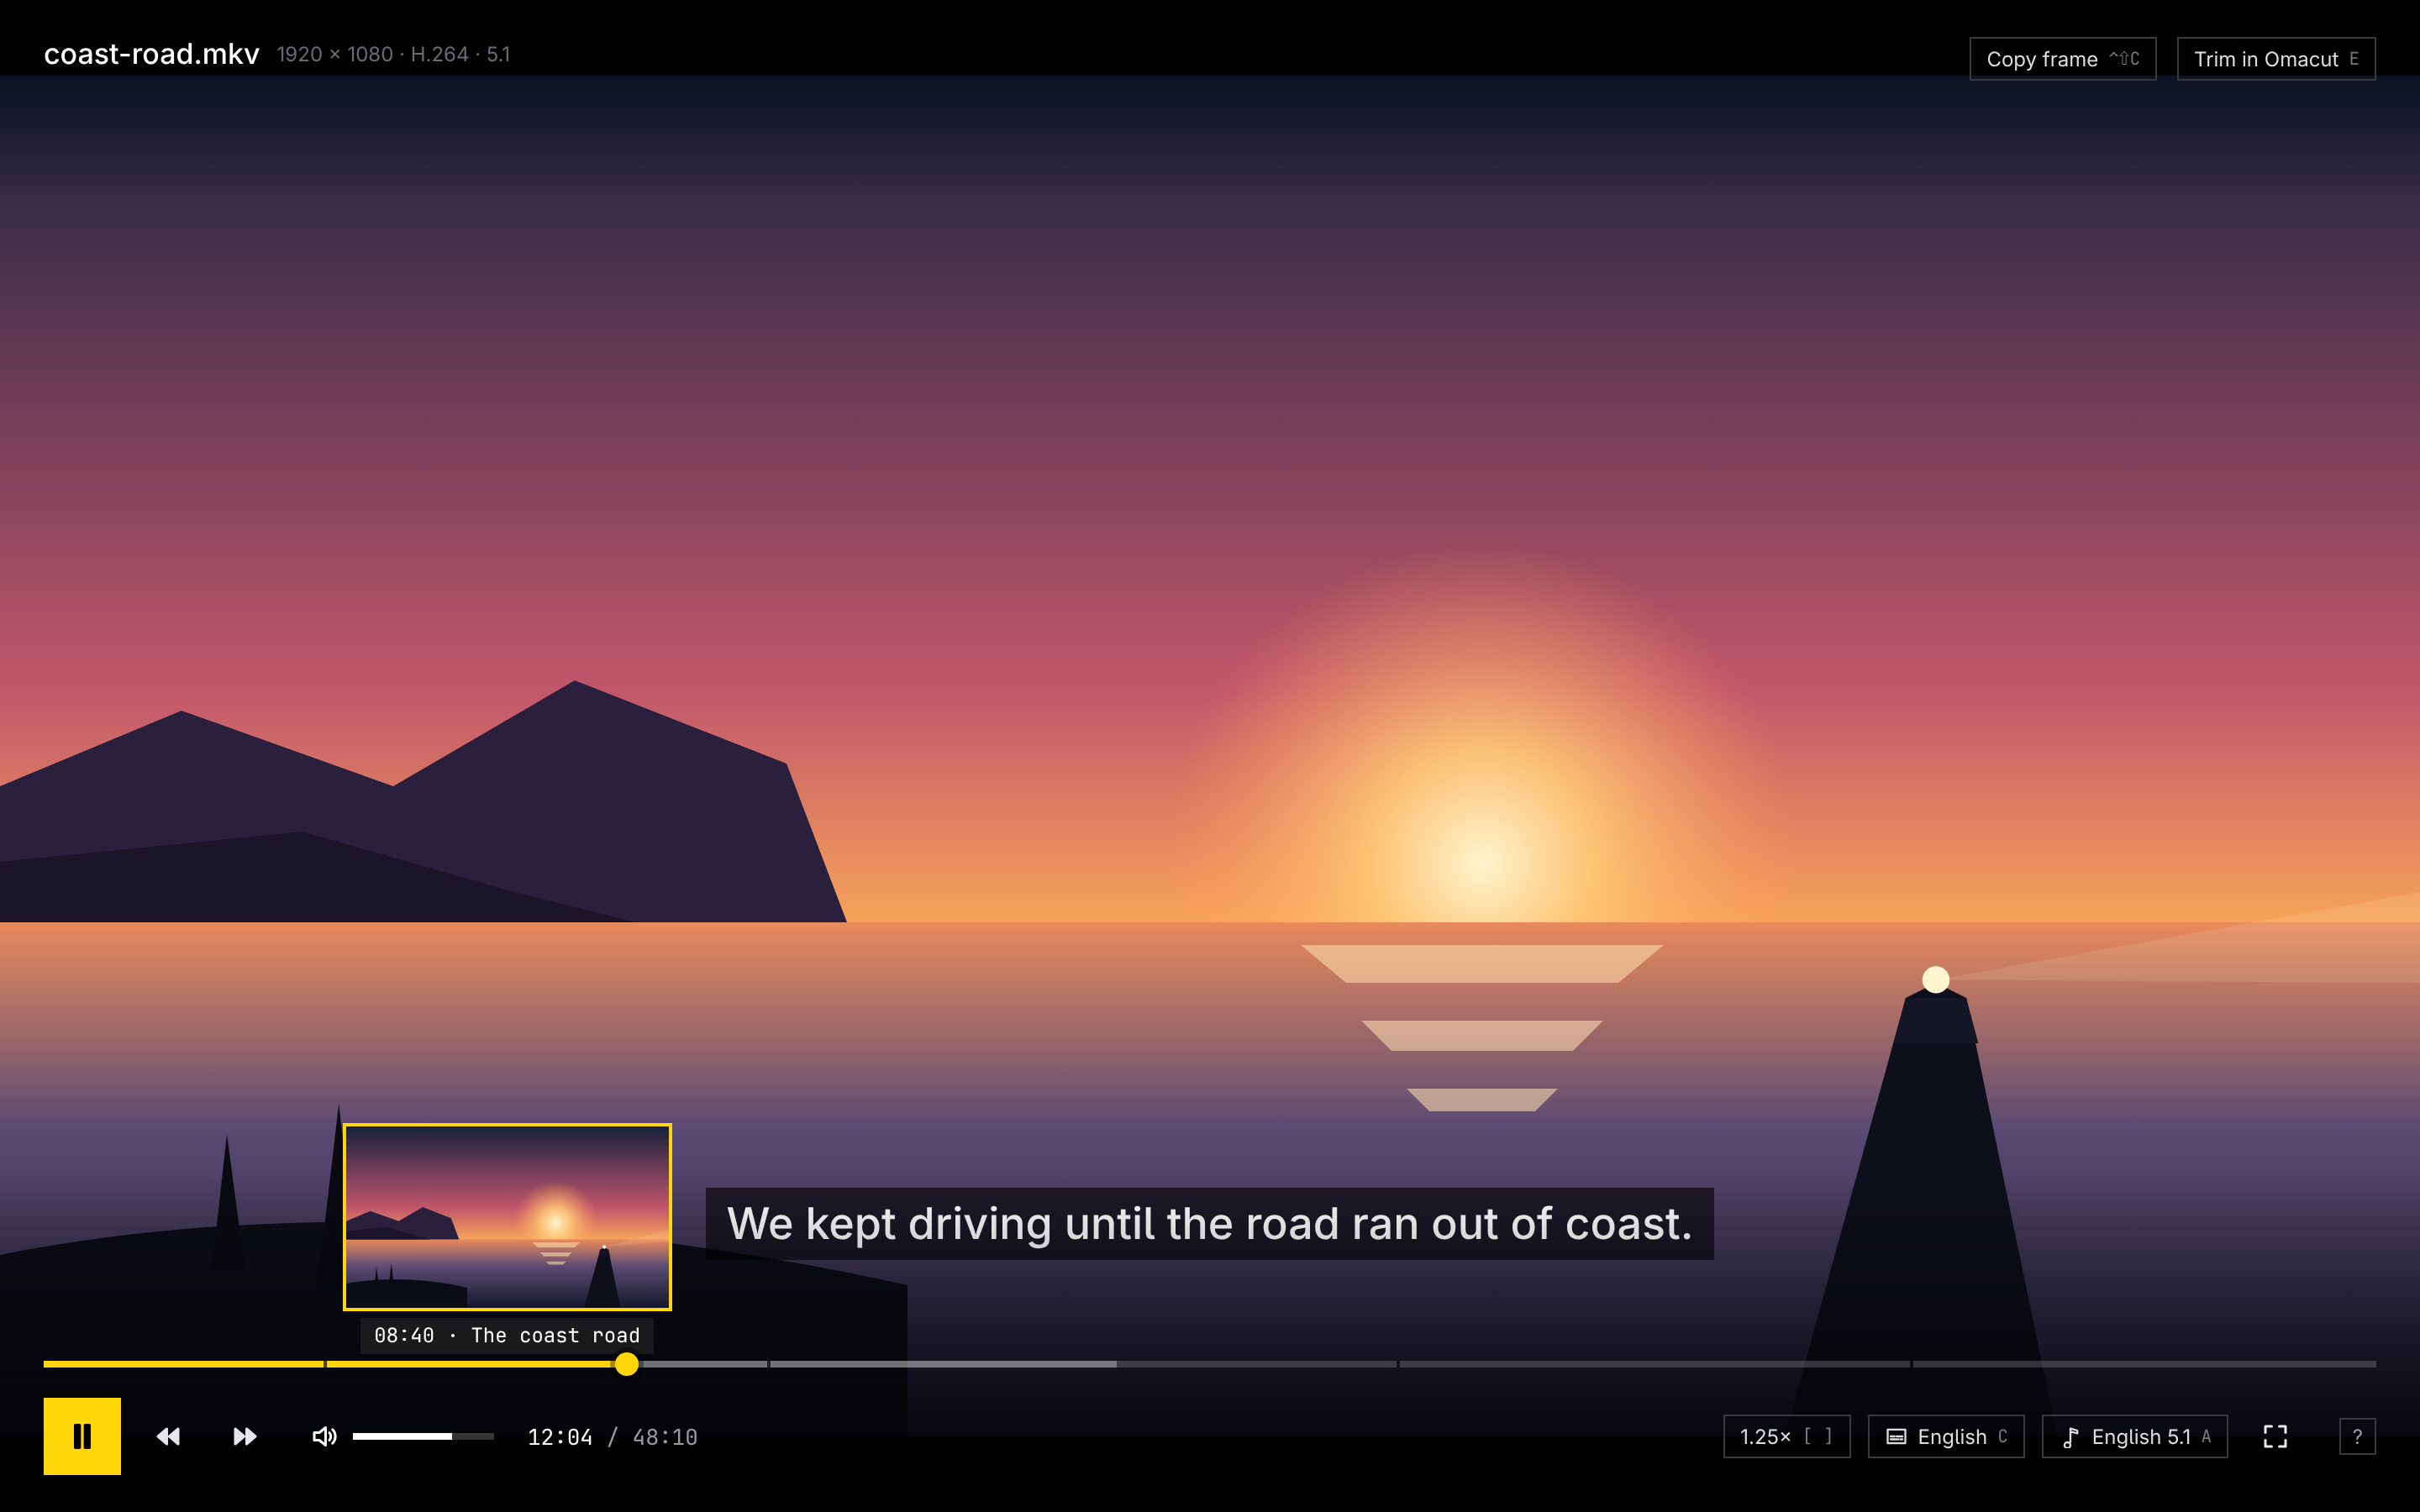 coast-road.mkv 1920 × 1080 · H.264 · 5.1
Copy frame ^⇧C
Trim in Omacut E
We kept driving until the road ran out of coast.
08:40 · The coast road
12:04 / 48:10
1.25× [ ]
English C
English 5.1 A
?